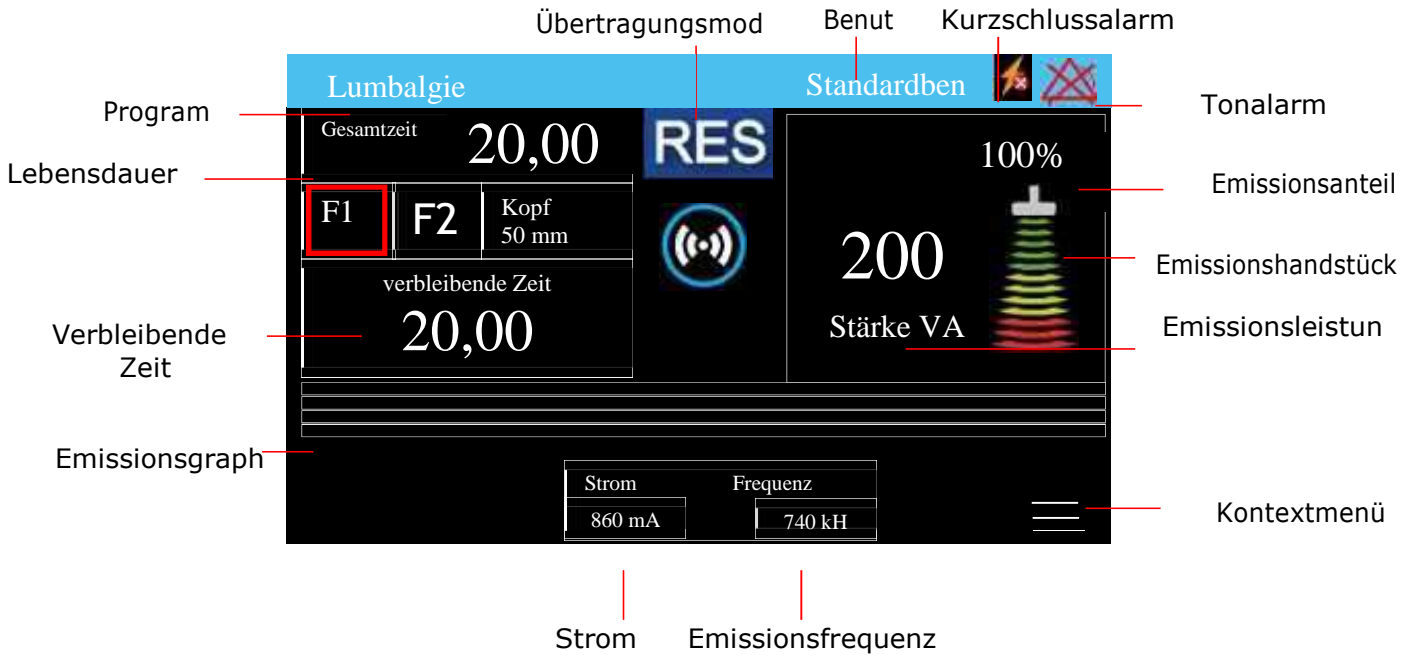 Übertragungsmod
Benut
Kurzschlussalarm
Lumbalgie
Standardben
Program
Tonalarm
Gesamtzeit
20,00
RES
100%
Lebensdauer
Emissionsanteil
F1
F2
Kopf
50 mm
200
Emissionshandstück
verbleibende Zeit
20,00
Stärke VA
Emissionsleistun
Verbleibende
Zeit
Emissionsgraph
Strom
Frequenz
860 mA
740 kH
Kontextmenü
Strom
Emissionsfrequenz